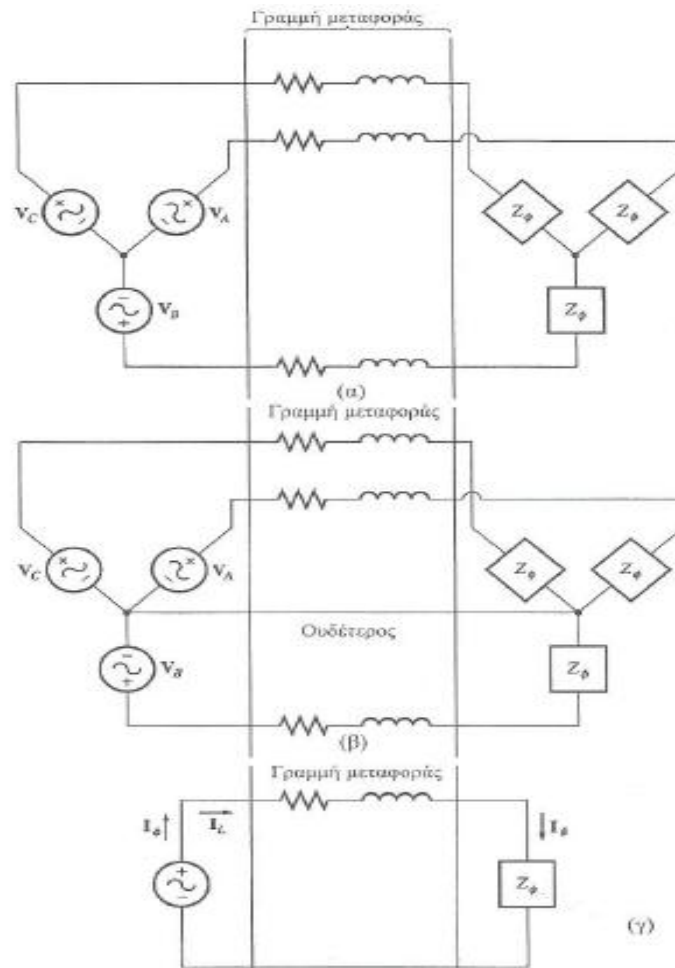 Γραμμή μεταφοράς
V_C
V_A
Z_φ
Z_φ
V_B
Z_φ
(α)
Γραμμή μεταφοράς
V_C
V_A
Z_φ
Z_φ
Ουδέτερος
V_B
Z_φ
(β)
Γραμμή μεταφοράς
I_φ
I_L
I_φ
Z_φ
(γ)